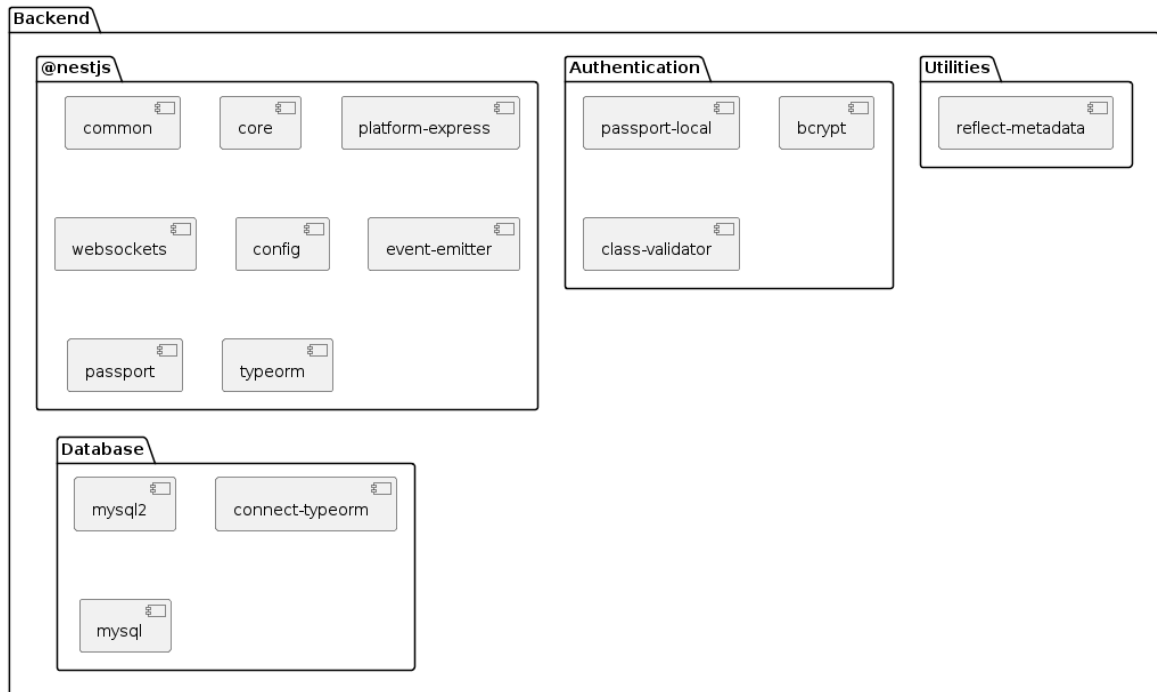 Backend
@nestjs
Authentication
Utilities
common
core
platform-express
passport-local
bcrypt
reflect-metadata
websockets
config
event-emitter
class-validator
passport
typeorm
Database
mysql2
connect-typeorm
mysql